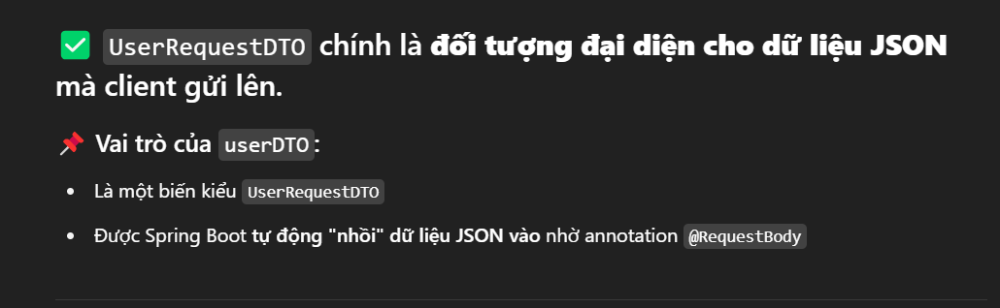 ✅ UserRequestDTO chính là đối tượng đại diện cho dữ liệu JSON
mà client gửi lên.
📌 Vai trò của userDTO:
• Là một biến kiểu UserRequestDTO
• Được Spring Boot tự động "nhồi" dữ liệu JSON vào nhờ annotation @RequestBody